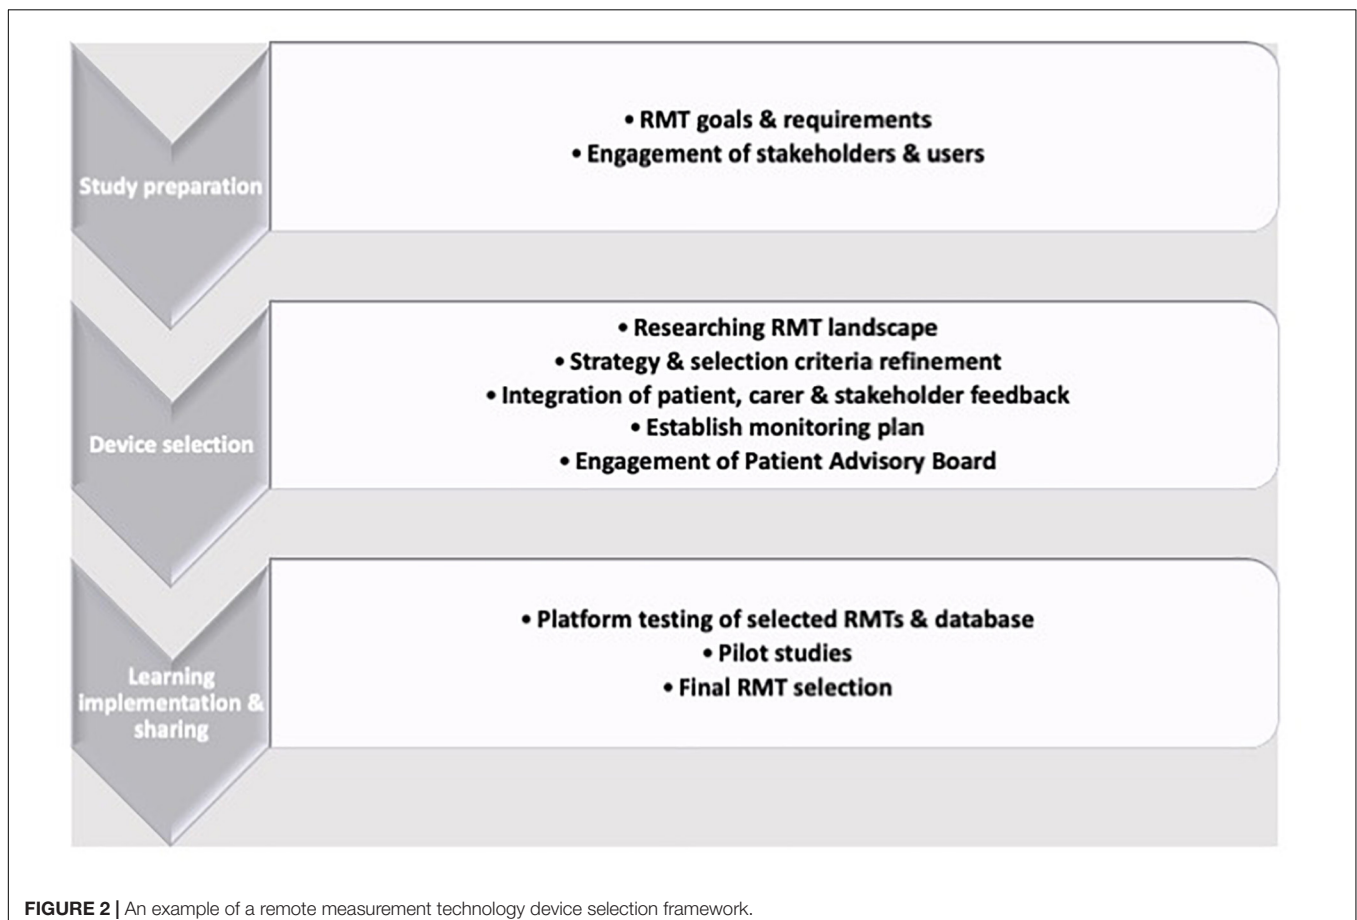 Study preparation
• RMT goals & requirements
• Engagement of stakeholders & users
Device selection
• Researching RMT landscape
• Strategy & selection criteria refinement
• Integration of patient, carer & stakeholder feedback
• Establish monitoring plan
• Engagement of Patient Advisory Board
Learning
implementation &
sharing
• Platform testing of selected RMTs & database
• Pilot studies
• Final RMT selection
FIGURE 2 | An example of a remote measurement technology device selection framework.